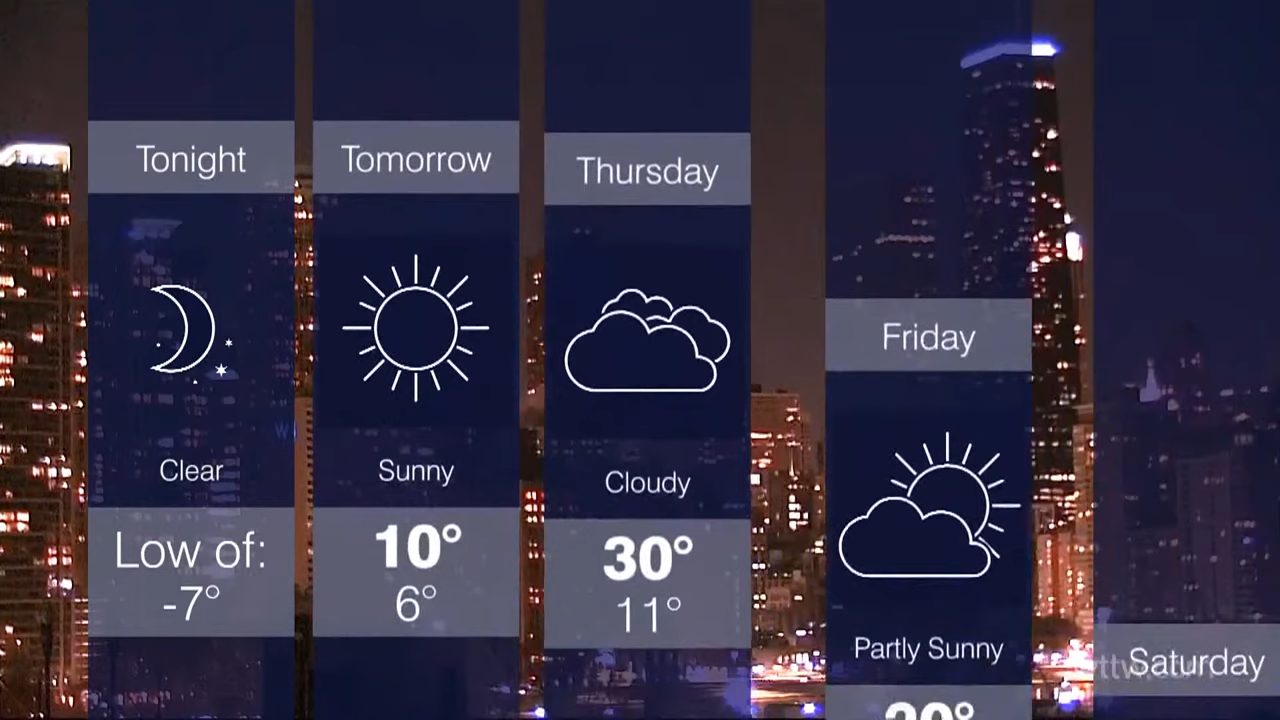 Tonight
Clear
Low of:
-7°
Tomorrow
Sunny
10°
6°
Thursday
Cloudy
30°
11°
Friday
Partly Sunny
Saturday